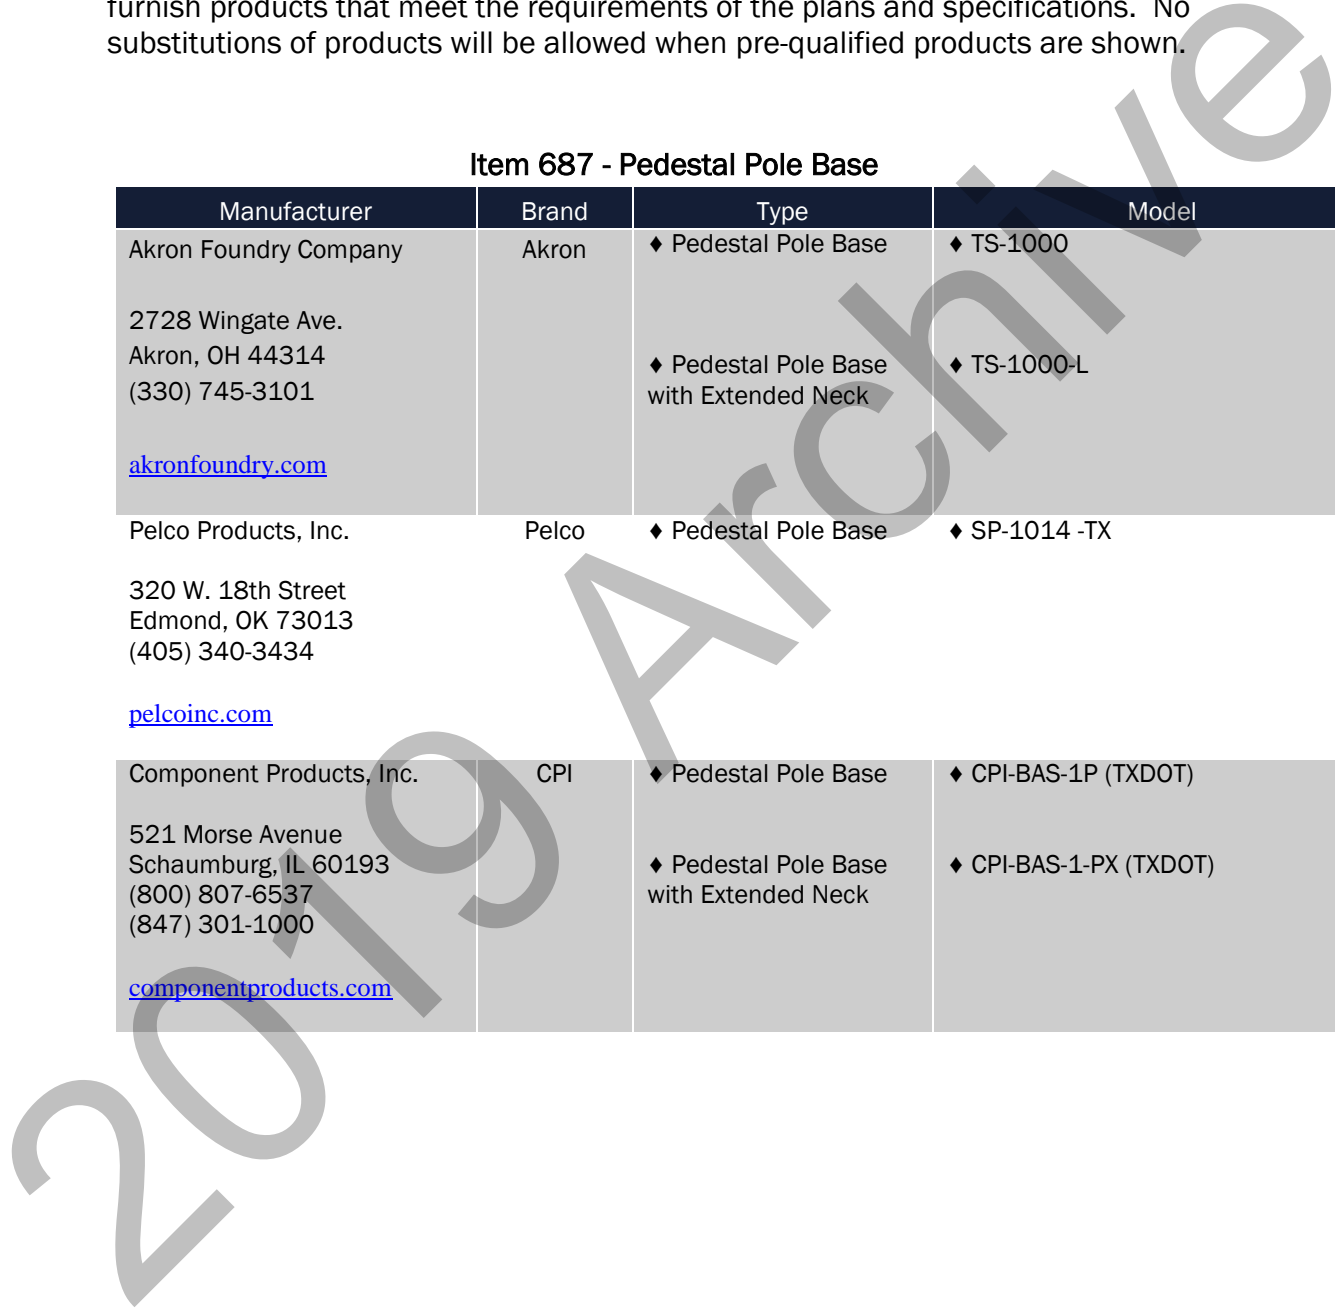 furnish products that meet the requirements of the plans and specifications.  No
substitutions of products will be allowed when pre-qualified products are shown.
Item 687 - Pedestal Pole Base
Manufacturer Brand Type Model
Akron Foundry Company Akron ♦ Pedestal Pole Base ♦ TS-1000
2728 Wingate Ave.
Akron, OH 44314
♦ Pedestal Pole Base ♦ TS-1000-L
(330) 745-3101
with Extended Neck
akronfoundry.com
Pelco Products, Inc. Pelco ♦ Pedestal Pole Base ♦ SP-1014 -TX
320 W. 18th Street
Edmond, OK 73013
(405) 340-3434
pelcoinc.com
Component Products, Inc. CPI ♦ Pedestal Pole Base ♦ CPI-BAS-1P (TXDOT)
521 Morse Avenue
Schaumburg, IL 60193 ♦ Pedestal Pole Base ♦ CPI-BAS-1-PX (TXDOT)
(800) 807-6537 with Extended Neck
(847) 301-1000
componentproducts.com
2019 Archive